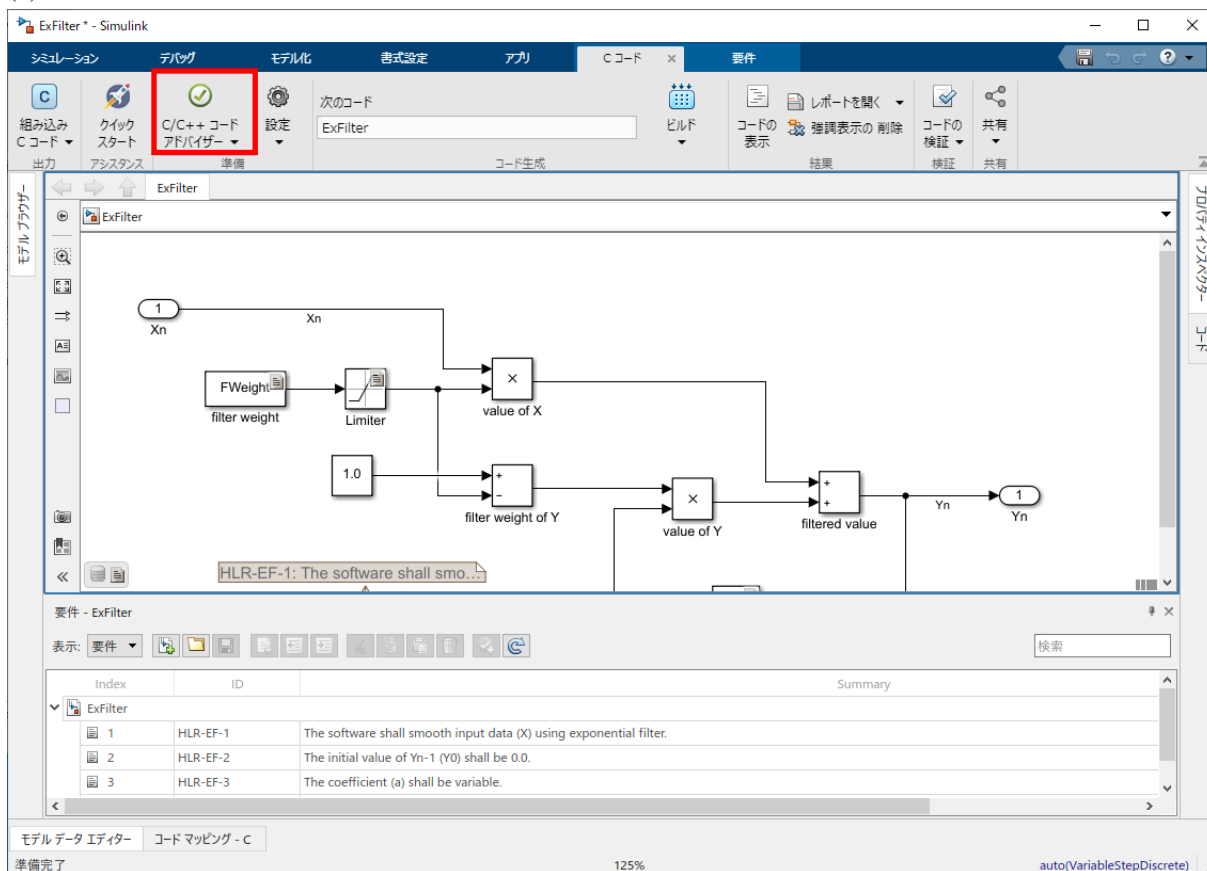 ExFilter * - Simulink
シミュレーション デバッグ モデル化 書式設定 アプリ C コード × 要件
組み込み C コード
クイック スタート
C/C++ コード アドバイザー
設定
次のコード
ExFilter
ビルド
コードの 表示
レポートを開く
強調表示の 削除
コードの 検証
共有
出力 アシスタンス 準備 コード生成 結果 検証 共有
モデル ブラウザー
ExFilter
ExFilter
プロパティ インスペクター
コード
1
Xn
Xn
FWeight
filter weight
Limiter
×
value of X
1.0
+
−
filter weight of Y
×
value of Y
+
+
filtered value
Yn
1
Yn
HLR-EF-1: The software shall smo...
要件 - ExFilter
表示: 要件
検索
Index ID Summary
ExFilter
1 HLR-EF-1 The software shall smooth input data (X) using exponential filter.
2 HLR-EF-2 The initial value of Yn-1 (Y0) shall be 0.0.
3 HLR-EF-3 The coefficient (a) shall be variable.
モデル データ エディター コード マッピング - C
準備完了 125% auto(VariableStepDiscrete)